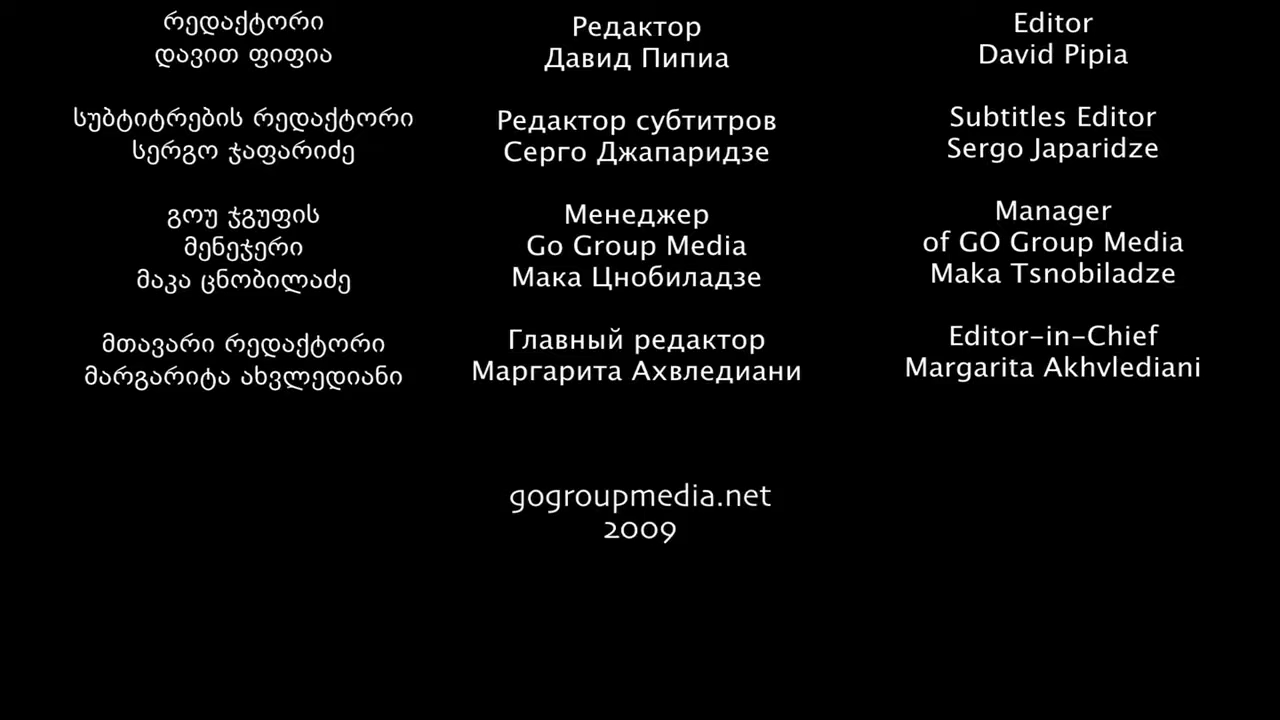 რედაქტორი
დავით ფიფია
სუბტიტრების რედაქტორი
სერგო ჯაფარიძე
გოუ ჯგუფის
მენეჯერი
მაკა ცნობილაძე
მთავარი რედაქტორი
მარგარიტა ახვლედიანი
Редактор
Давид Пипиа
Редактор субтитров
Серго Джапаридзе
Менеджер
Go Group Media
Мака Цнобиладзе
Главный редактор
Маргарита Ахвледиани
Editor
David Pipia
Subtitles Editor
Sergo Japaridze
Manager
of GO Group Media
Maka Tsnobiladze
Editor-in-Chief
Margarita Akhvlediani
gogroupmedia.net
2009